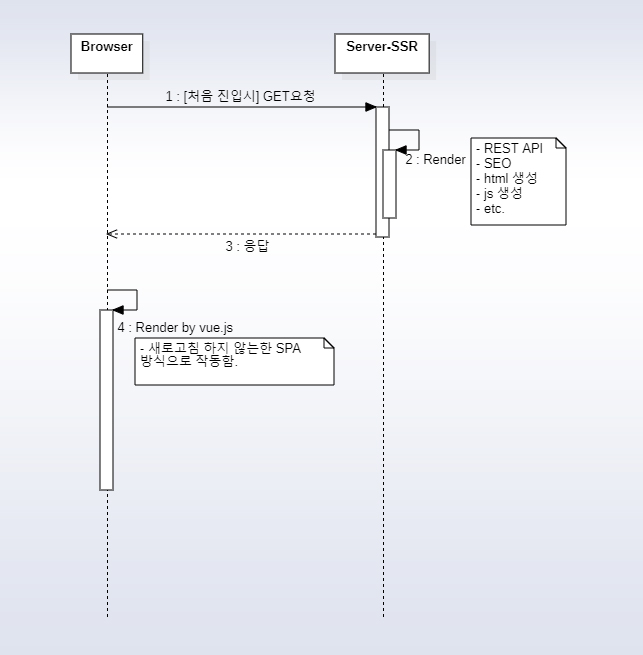 Browser
Server-SSR
1 : [처음 진입시] GET요청
2 : Render
- REST API
- SEO
- html 생성
- js 생성
- etc.
3 : 응답
4 : Render by vue.js
- 새로고침 하지 않는한 SPA
방식으로 작동함.